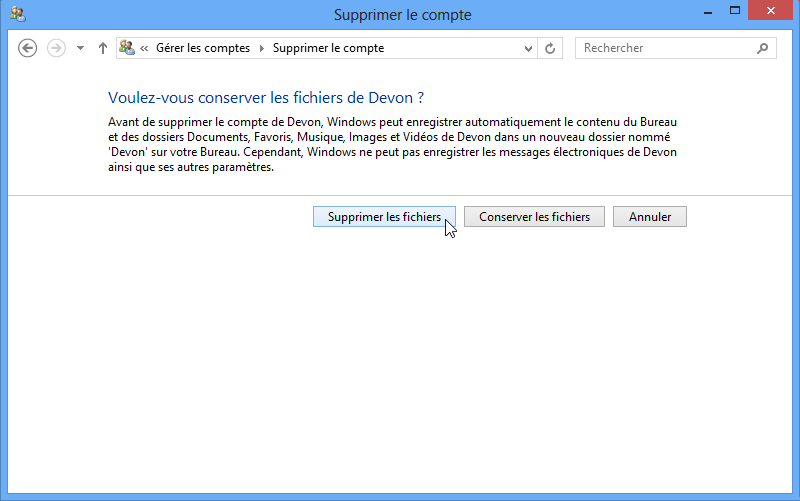 Supprimer le compte
« Gérer les comptes Supprimer le compte
Rechercher
Voulez-vous conserver les fichiers de Devon ?
Avant de supprimer le compte de Devon, Windows peut enregistrer automatiquement le contenu du Bureau
et des dossiers Documents, Favoris, Musique, Images et Vidéos de Devon dans un nouveau dossier nommé
'Devon' sur votre Bureau. Cependant, Windows ne peut pas enregistrer les messages électroniques de Devon
ainsi que ses autres paramètres.
Supprimer les fichiers Conserver les fichiers Annuler